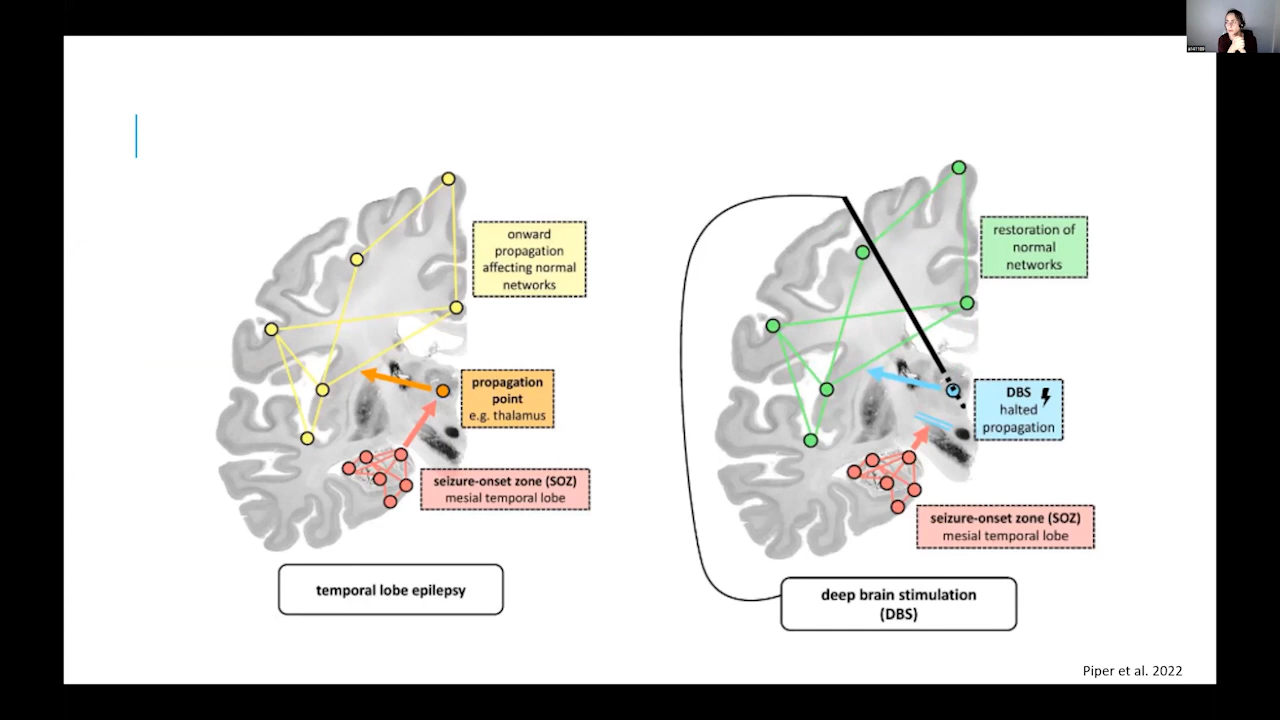 onward
propagation
affecting normal
networks
propagation
point
e.g. thalamus
seizure-onset zone (SOZ)
mesial temporal lobe
temporal lobe epilepsy
restoration of
normal
networks
DBS
halted
propagation
seizure-onset zone (SOZ)
mesial temporal lobe
deep brain stimulation
(DBS)
Piper et al. 2022